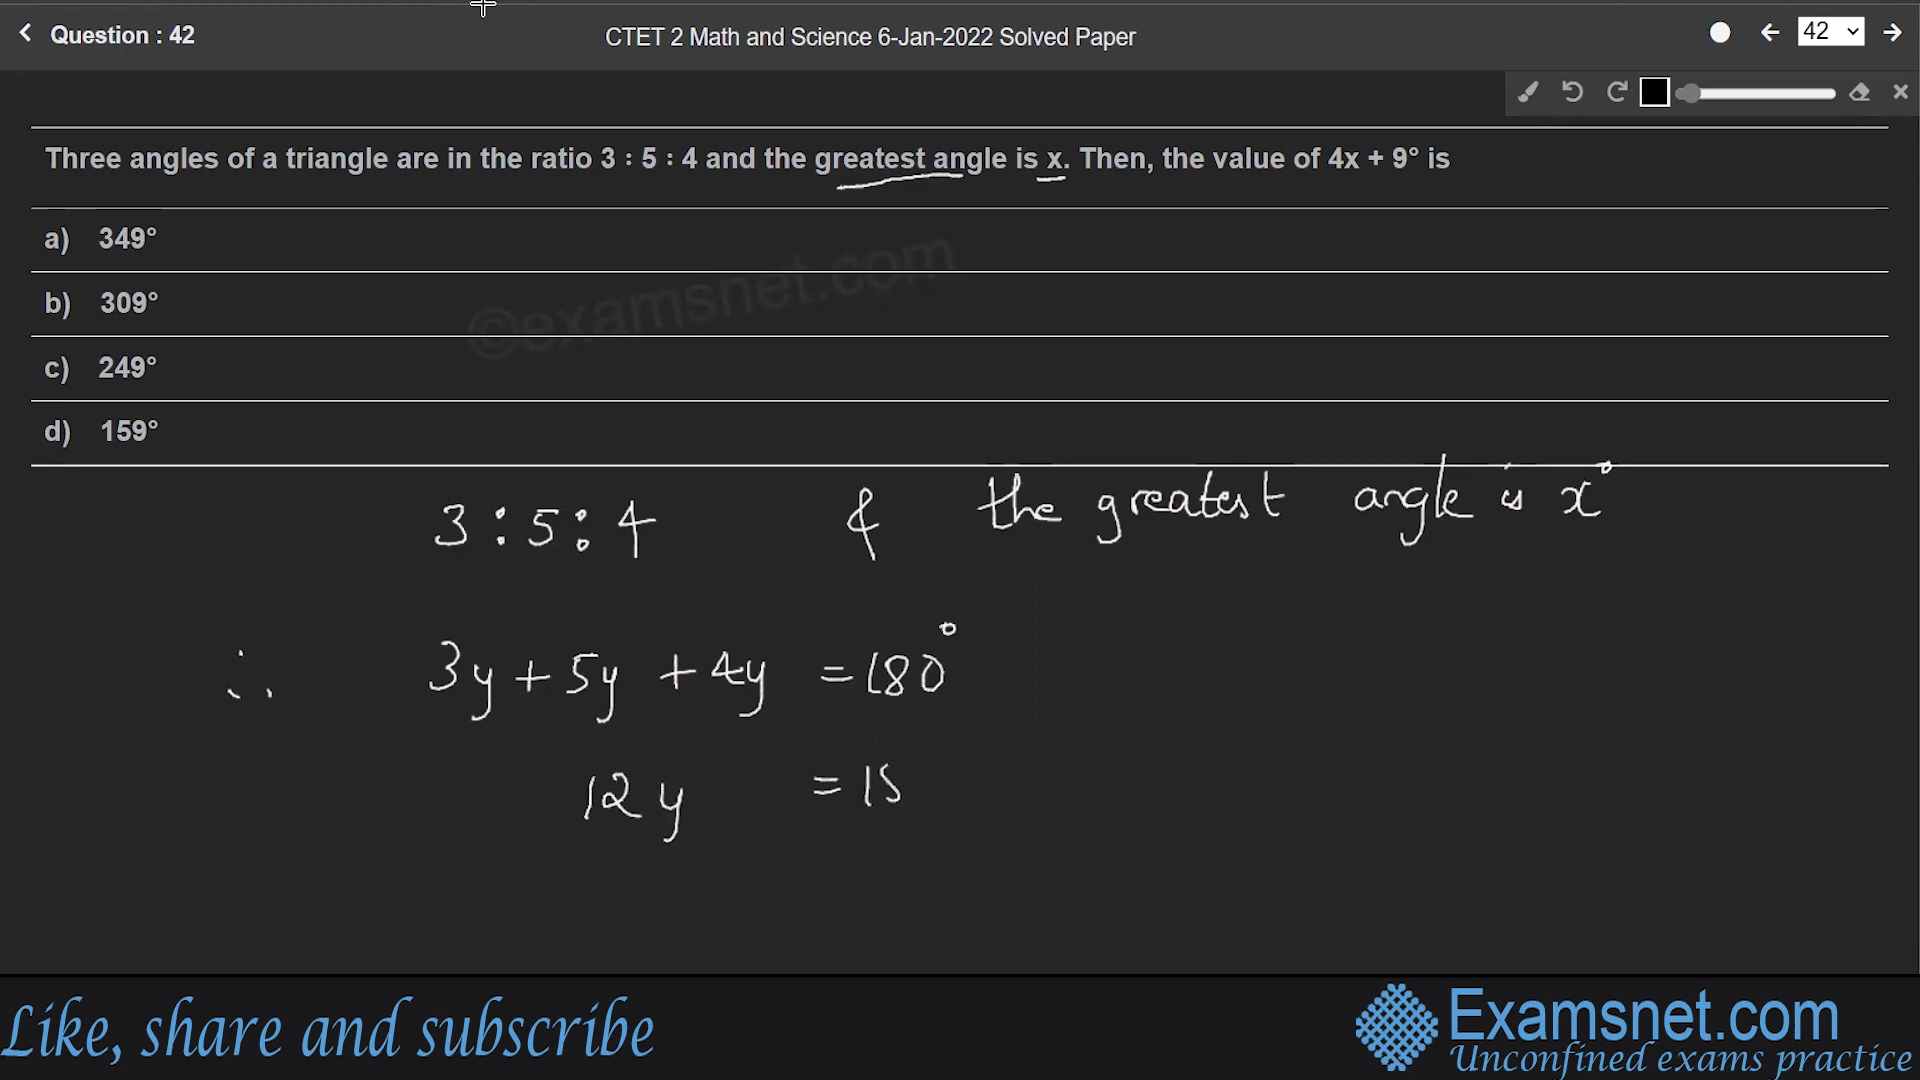 Question : 42
CTET 2 Math and Science 6-Jan-2022 Solved Paper
42
Three angles of a triangle are in the ratio 3 : 5 : 4 and the greatest angle is x. Then, the value of 4x + 9° is
a) 349°
b) 309°
c) 249°
d) 159°
©examsnet.com
3 : 5 : 4 & the greatest angle is x°
∴ 3y + 5y + 4y = 180°
12y = 18
Like, share and subscribe
Examsnet.com
Unconfined exams practice